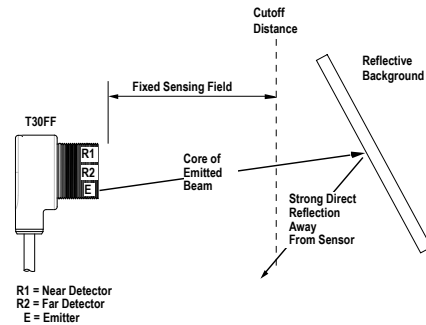 Cutoff
Distance
Reflective
Background
Fixed Sensing Field
T30FF
R1
R2
E
Core of
Emitted
Beam
Strong Direct
Reflection
Away
From Sensor
R1 = Near Detector
R2 = Far Detector
E = Emitter